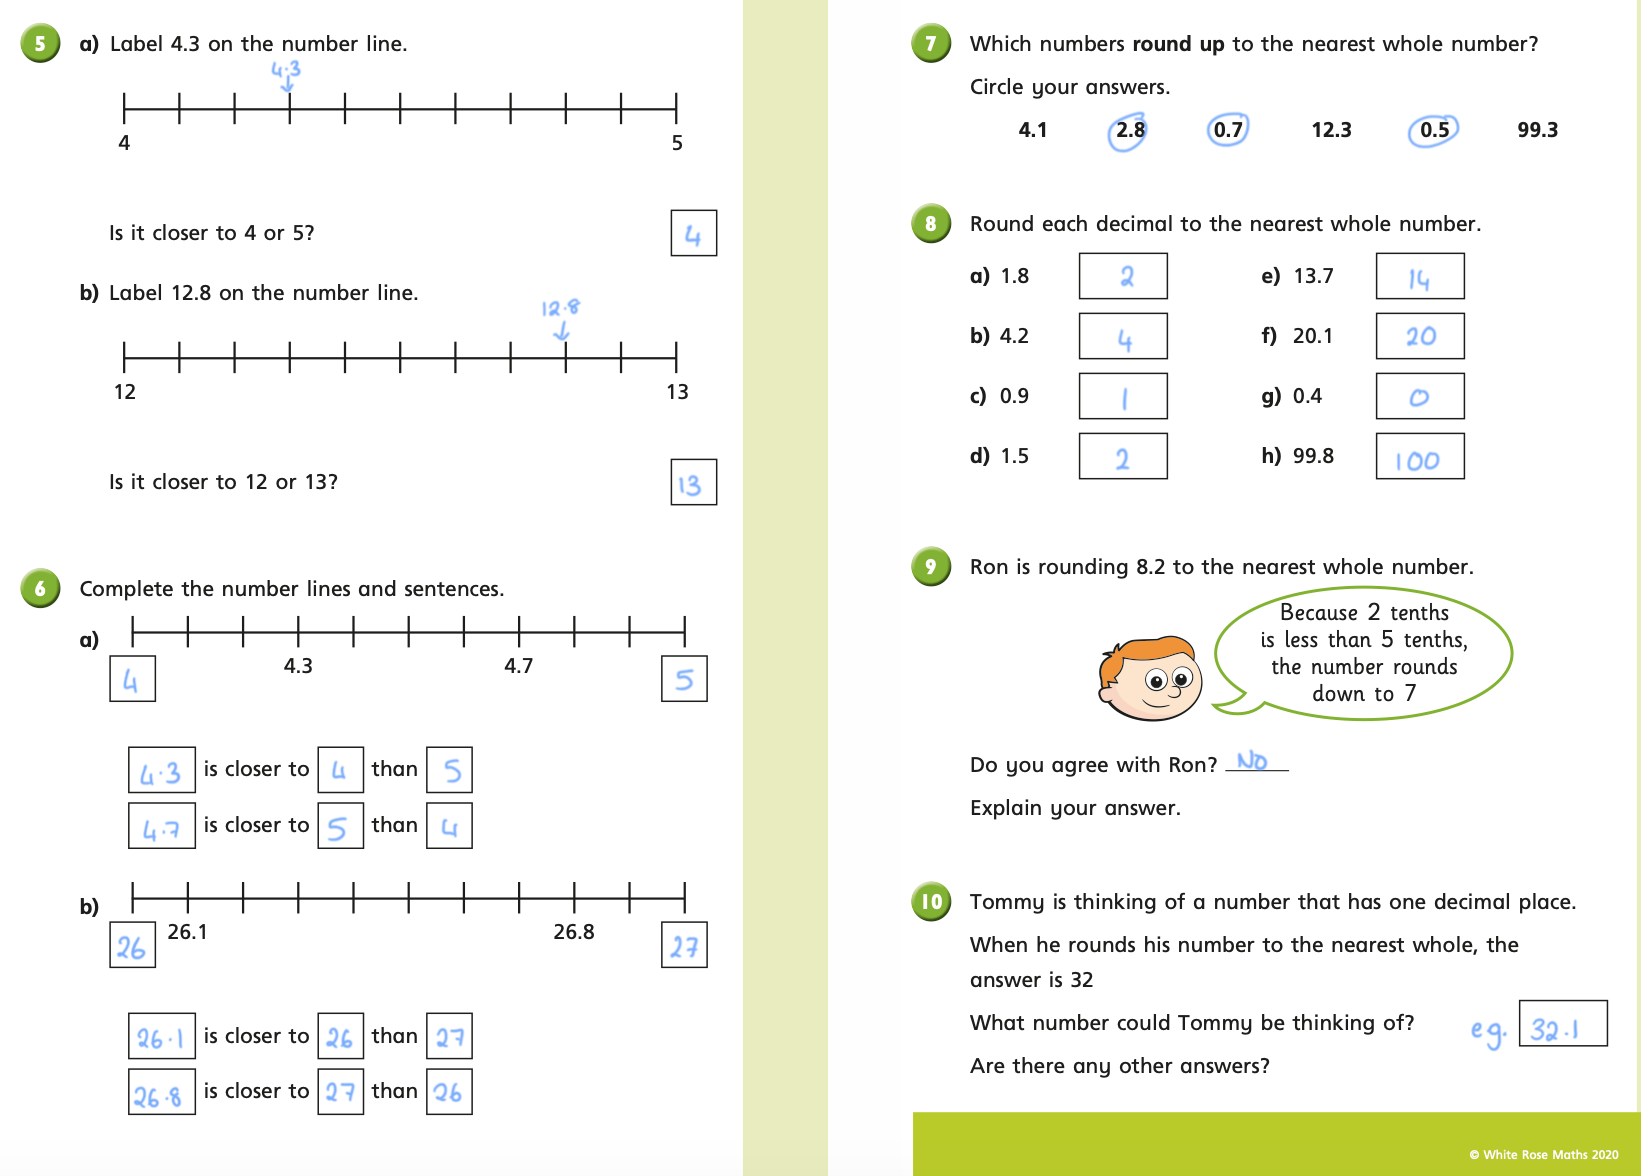 5 a) Label 4.3 on the number line.
4.3
4 5
Is it closer to 4 or 5? 4
b) Label 12.8 on the number line.
12.8
12 13
Is it closer to 12 or 13? 13
6 Complete the number lines and sentences.
a)
4 4.3 4.7 5
4.3 is closer to 4 than 5
4.7 is closer to 5 than 4
b)
26 26.1 26.8 27
26.1 is closer to 26 than 27
26.8 is closer to 27 than 26
7 Which numbers round up to the nearest whole number?
Circle your answers.
4.1 2.8 0.7 12.3 0.5 99.3
8 Round each decimal to the nearest whole number.
a) 1.8 2 e) 13.7 14
b) 4.2 4 f) 20.1 20
c) 0.9 1 g) 0.4 0
d) 1.5 2 h) 99.8 100
9 Ron is rounding 8.2 to the nearest whole number.
Because 2 tenths
is less than 5 tenths,
the number rounds
down to 7
Do you agree with Ron? No
Explain your answer.
10 Tommy is thinking of a number that has one decimal place.
When he rounds his number to the nearest whole, the
answer is 32
What number could Tommy be thinking of? eg. 32.1
Are there any other answers?
© White Rose Maths 2020